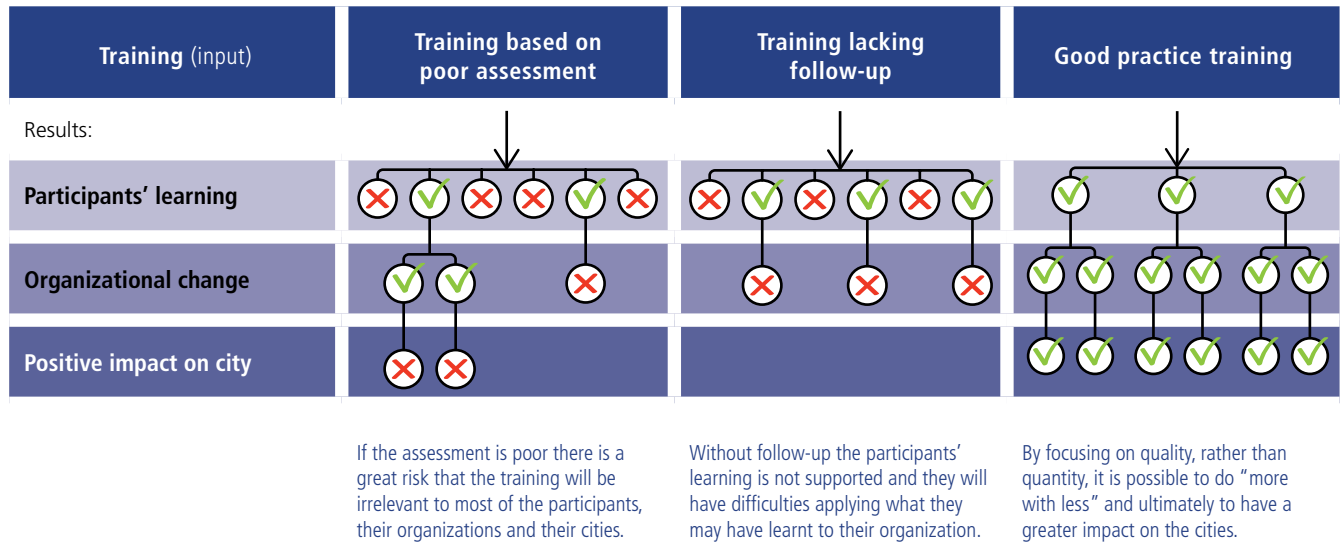 Training (input)
Training based on
poor assessment
Training lacking
follow-up
Good practice training
Results:
Participants’ learning
Organizational change
Positive impact on city
If the assessment is poor there is a
great risk that the training will be
irrelevant to most of the participants,
their organizations and their cities.
Without follow-up the participants’
learning is not supported and they will
have difficulties applying what they
may have learnt to their organization.
By focusing on quality, rather than
quantity, it is possible to do “more
with less” and ultimately to have a
greater impact on the cities.